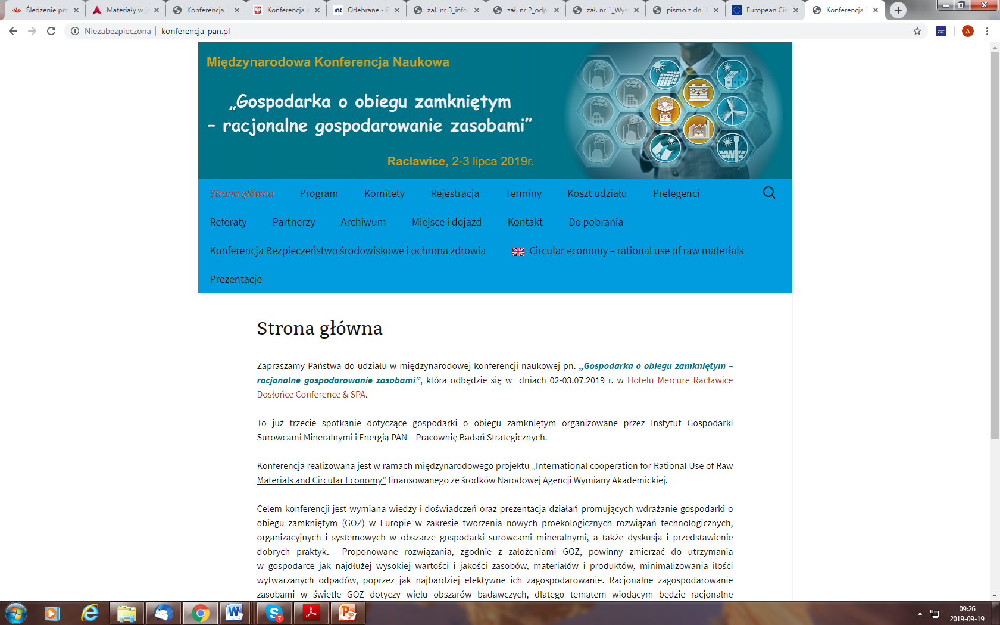 Śledzenie prz
Materiały w j
Konferencja "
Konferencja
Odebrane - P
zał. nr 3_info
zał. nr 2_odp
zał. nr 1_Wys
pismo z dn. 1
European Cir
Konferencja
Niezabezpieczona
konferencja-pan.pl
A
Międzynarodowa Konferencja Naukowa
„Gospodarka o obiegu zamkniętym
– racjonalne gospodarowanie zasobami”
Racławice, 2-3 lipca 2019r.
Strona główna Program Komitety Rejestracja Terminy Koszt udziału Prelegenci
Referaty Partnerzy Archiwum Miejsce i dojazd Kontakt Do pobrania
Konferencja Bezpieczeństwo środowiskowe i ochrona zdrowia Circular economy – rational use of raw materials
Prezentacje
Strona główna
Zapraszamy Państwa do udziału w międzynarodowej konferencji naukowej pn. „Gospodarka o obiegu zamkniętym –
racjonalne gospodarowanie zasobami”, która odbędzie się w dniach 02-03.07.2019 r. w Hotelu Mercure Racławice
Dosłońce Conference & SPA.
To już trzecie spotkanie dotyczące gospodarki o obiegu zamkniętym organizowane przez Instytut Gospodarki
Surowcami Mineralnymi i Energią PAN – Pracownię Badań Strategicznych.
Konferencja realizowana jest w ramach międzynarodowego projektu „International cooperation for Rational Use of Raw
Materials and Circular Economy” finansowanego ze środków Narodowej Agencji Wymiany Akademickiej.
Celem konferencji jest wymiana wiedzy i doświadczeń oraz prezentacja działań promujących wdrażanie gospodarki o
obiegu zamkniętym (GOZ) w Europie w zakresie tworzenia nowych proekologicznych rozwiązań technologicznych,
organizacyjnych i systemowych w obszarze gospodarki surowcami mineralnymi, a także dyskusja i przedstawienie
dobrych praktyk. Proponowane rozwiązania, zgodnie z założeniami GOZ, powinny zmierzać do utrzymania
w gospodarce jak najdłużej wysokiej wartości i jakości zasobów, materiałów i produktów, minimalizowania ilości
wytwarzanych odpadów, poprzez jak najbardziej efektywne ich zagospodarowanie. Racjonalne zagospodarowanie
zasobami w świetle GOZ dotyczy wielu obszarów badawczych, dlatego tematem wiodącym będzie racjonalne
7
09:26
2019-09-19